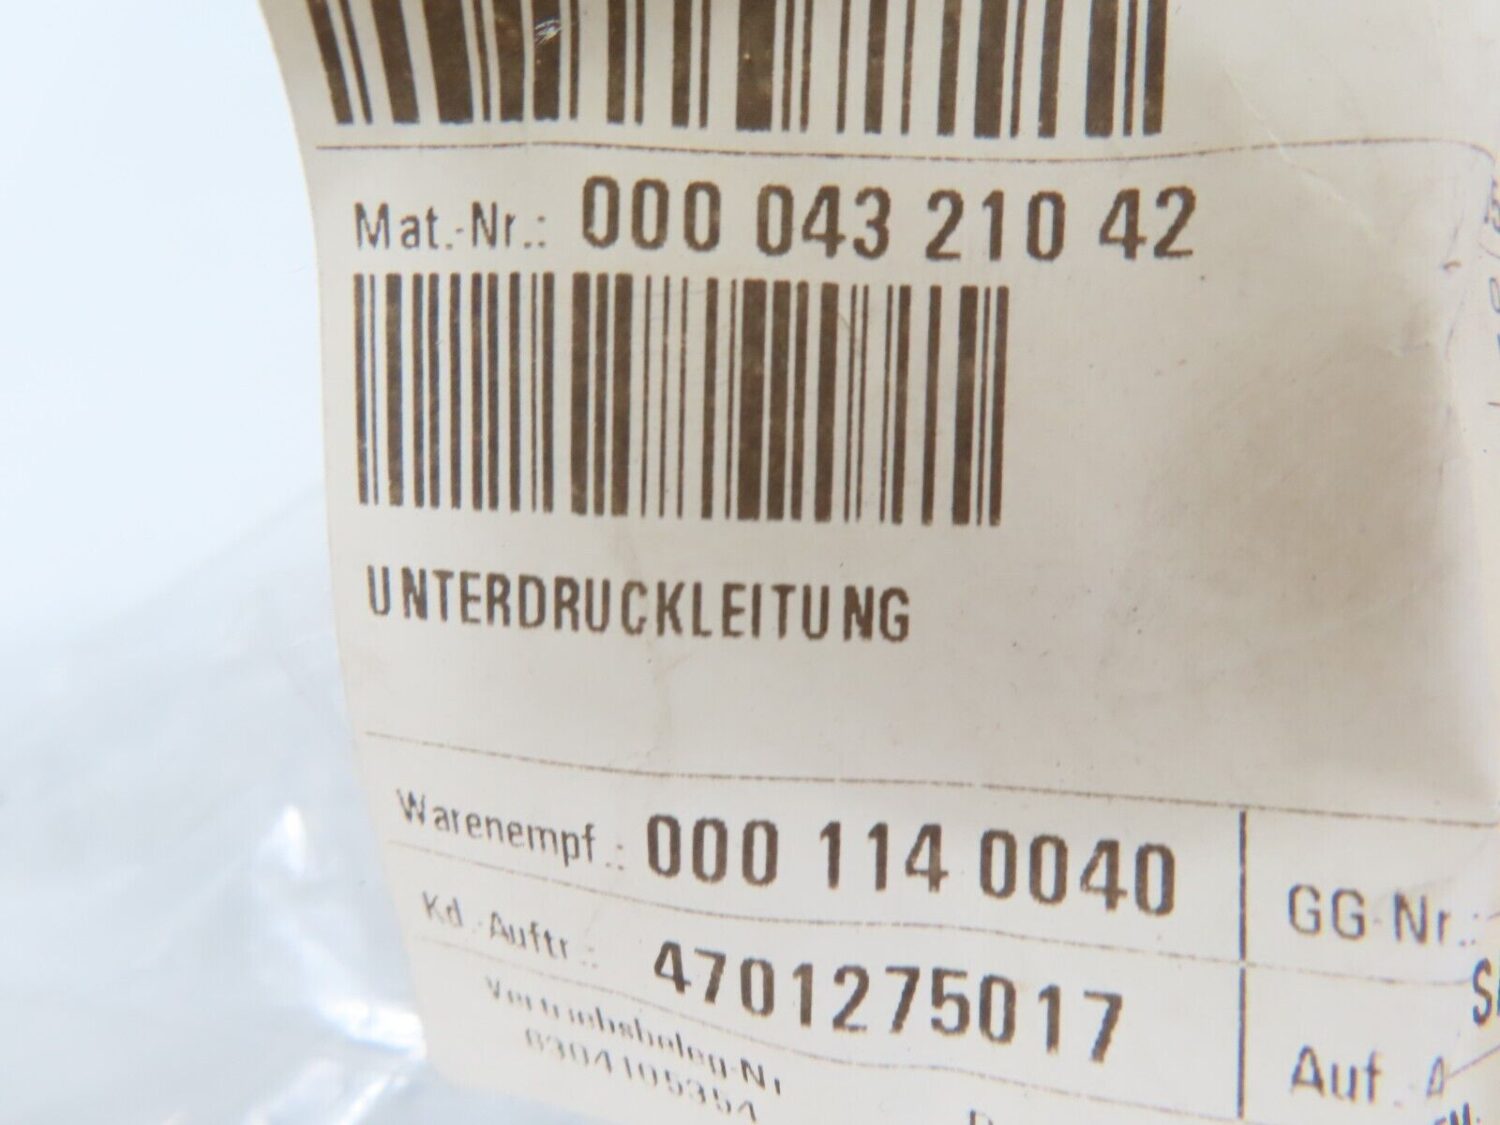 Mat.-Nr.: 000 043 210 42
UNTERDRUCKLEITUNG
Warenempf.: 000 114 0040
GG-Nr.:
Kd.-Auftr.: 4701275017
Vertriebsbeleg-Nr
6304105354
Auf. A